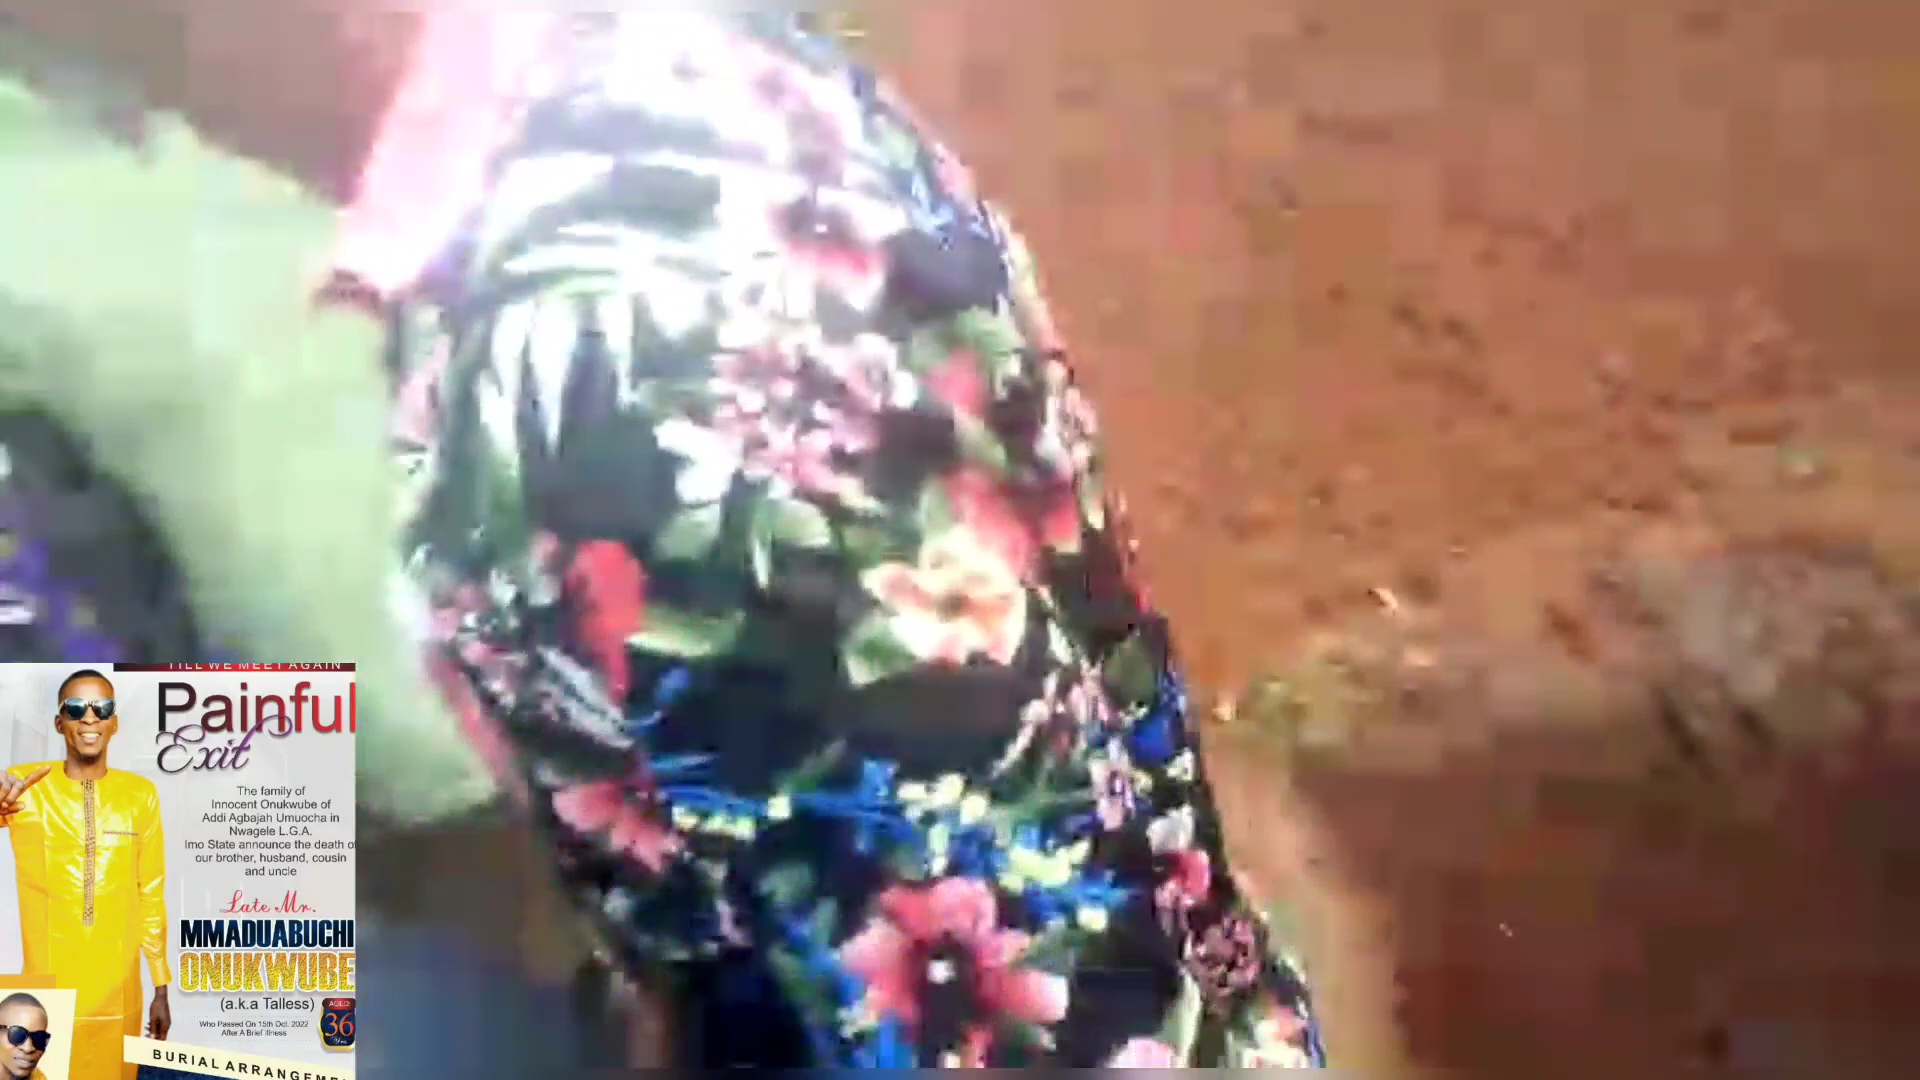 TILL WE MEET AGAIN
Painful
Exit
The family of
Innocent Onukwube of
Addi Agbajah Umuocha in
Nwagele L.G.A.
Imo State announce the death of
our brother, husband, cousin
and uncle
Late Mr.
MMADUABUCHI
ONUKWUBE
(a.k.a Talless)
AGED
36
Yrs
Who Passed On 15th Oct. 2022
After A Brief Illness
BURIAL ARRANGEME